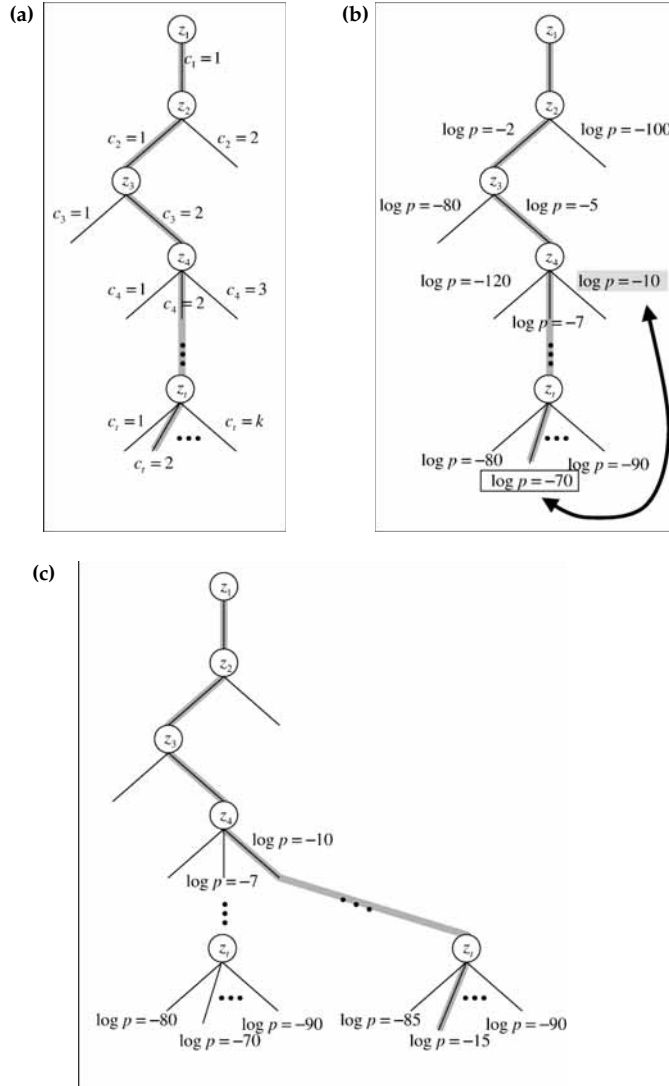 (a)
z₁
c₁ = 1
z₂
c₂ = 1
c₂ = 2
z₃
c₃ = 1
c₃ = 2
z₄
c₄ = 1
c₄ = 2
c₄ = 3
zₜ
cₜ = 1
cₜ = k
cₜ = 2
(b)
z₁
z₂
log p = −2
log p = −100
z₃
log p = −80
log p = −5
z₄
log p = −120
log p = −10
log p = −7
zₜ
log p = −80
log p = −90
log p = −70
(c)
z₁
z₂
z₃
z₄
log p = −10
log p = −7
zₜ
zₜ
log p = −80
log p = −90
log p = −85
log p = −90
log p = −70
log p = −15